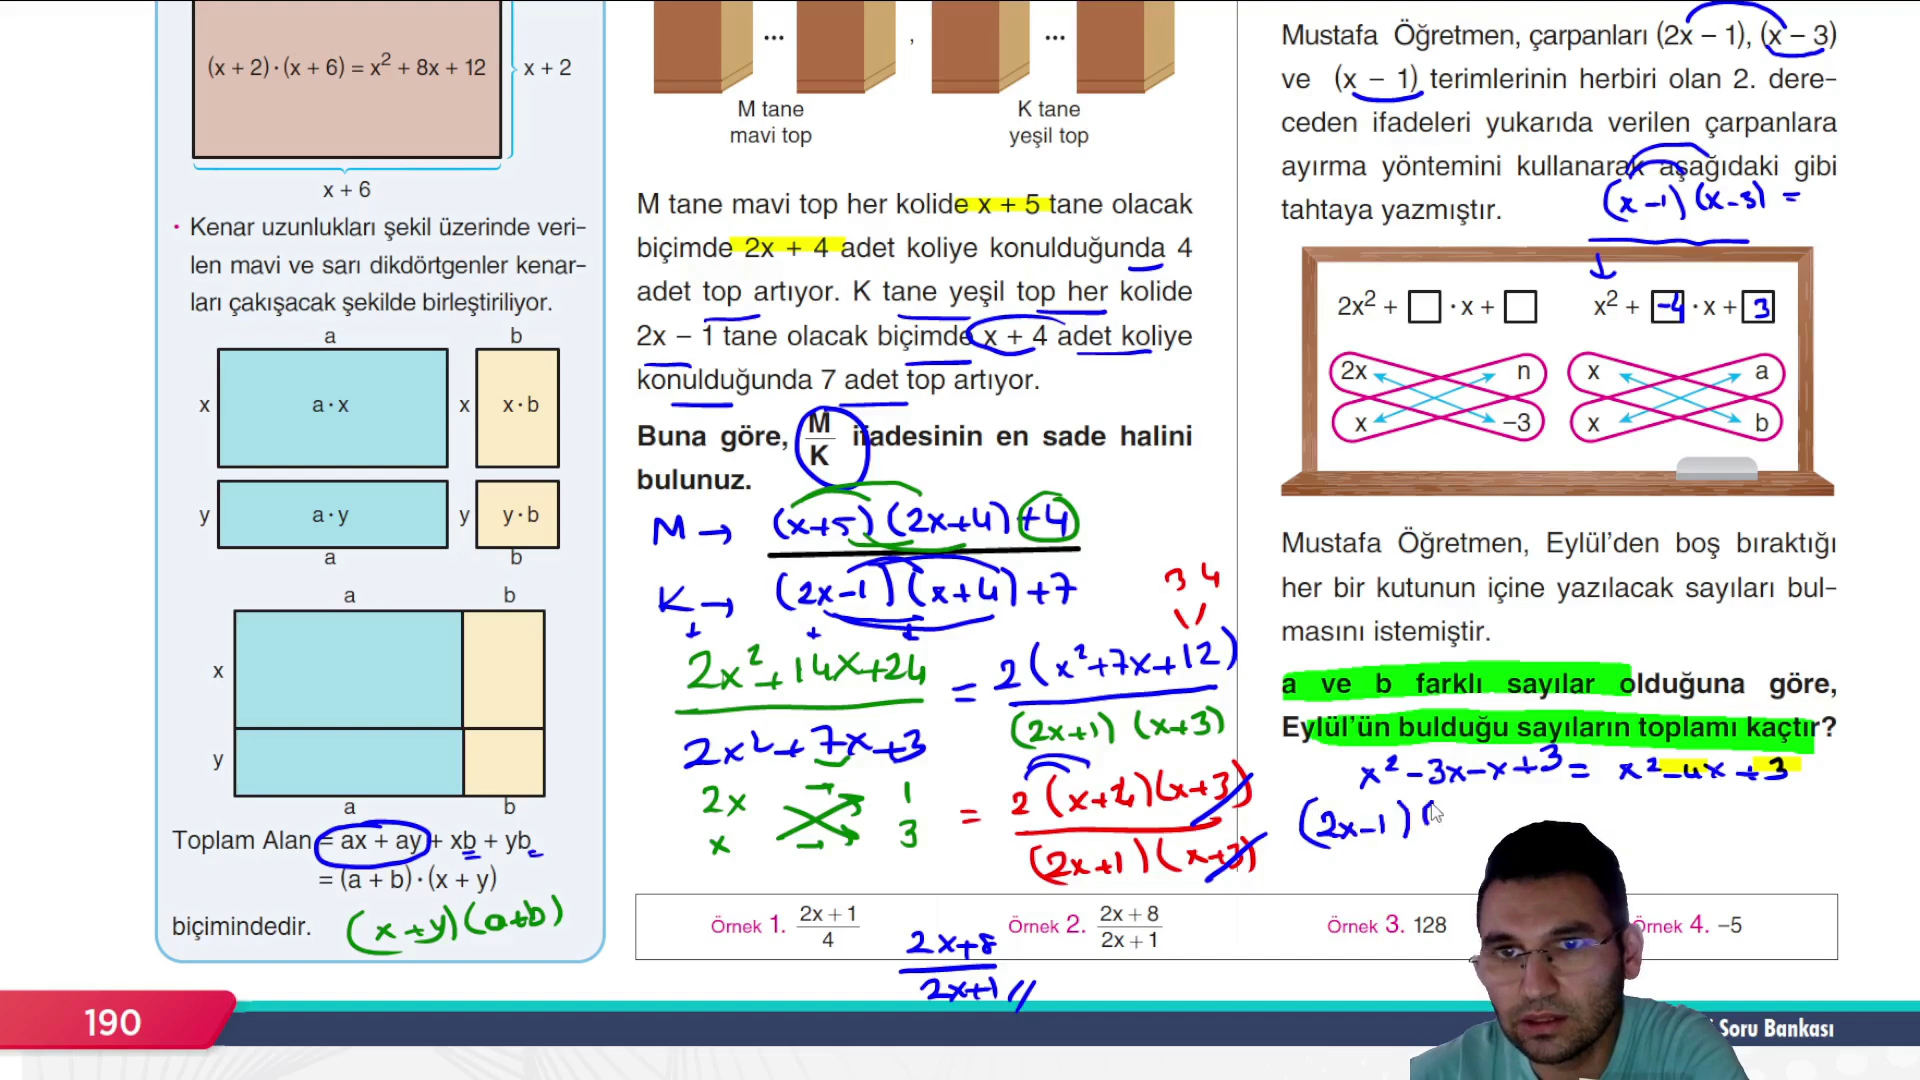 (x + 2)·(x + 6) = x² + 8x + 12
x + 2
x + 6
• Kenar uzunlukları şekil üzerinde veri-
len mavi ve sarı dikdörtgenler kenar-
ları çakışacak şekilde birleştiriliyor.
a b
x a·x x x·b
y a·y y y·b
a b
a b
x
y
a b
Toplam Alan = ax + ay + xb + yb
= (a + b)·(x + y)
biçimindedir. (x+y)(a+b)
190
... , ...
M tane K tane
mavi top yeşil top
M tane mavi top her kolide x + 5 tane olacak
biçimde 2x + 4 adet koliye konulduğunda 4
adet top artıyor. K tane yeşil top her kolide
2x − 1 tane olacak biçimde x + 4 adet koliye
konulduğunda 7 adet top artıyor.
Buna göre, M/K ifadesinin en sade halini
bulunuz.
M → (x+5)(2x+4)+4
K → (2x-1)(x+4)+7
3 4
2x²+14x+24 = 2(x²+7x+12)
2x²+7x+3 (2x+1)(x+3)
2x 1
x 3
= 2(x+4)(x+3)
(2x+1)(x+3)
Örnek 1. (2x + 1)/4 Örnek 2. (2x + 8)/(2x + 1) Örnek 3. 128 Örnek 4. −5
2x+8
2x+1 //
Mustafa Öğretmen, çarpanları (2x − 1), (x − 3)
ve (x − 1) terimlerinin herbiri olan 2. dere-
ceden ifadeleri yukarıda verilen çarpanlara
ayırma yöntemini kullanarak aşağıdaki gibi
tahtaya yazmıştır.
(x-1)(x-3) =
2x² + □ · x + □ x² + -4 · x + 3
2x n x a
x −3 x b
Mustafa Öğretmen, Eylül'den boş bıraktığı
her bir kutunun içine yazılacak sayıları bul-
masını istemiştir.
a ve b farklı sayılar olduğuna göre,
Eylül'ün bulduğu sayıların toplamı kaçtır?
x²-3x-x+3 = x²-4x+3
(2x-1)(
Soru Bankası